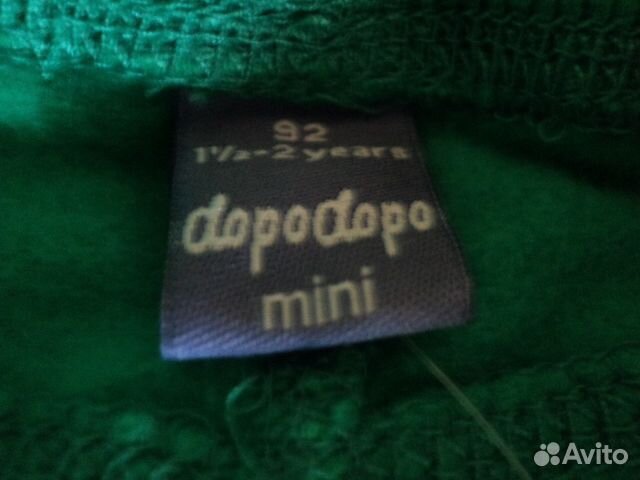 92
1½-2 years
dopodopo
mini
Avito